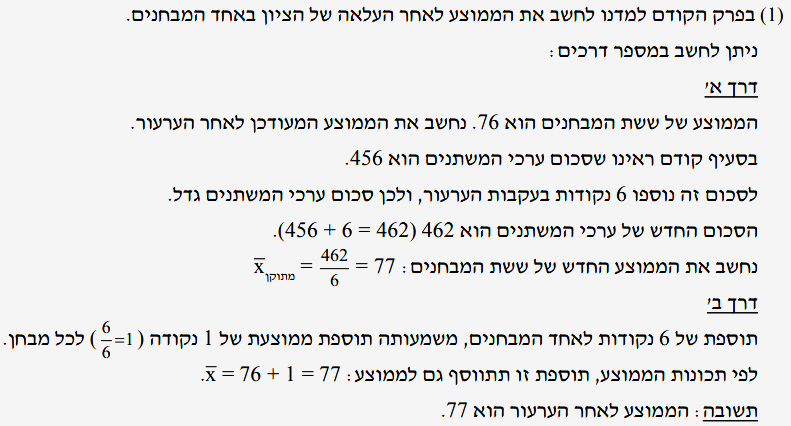 (1) בפרק הקודם למדנו לחשב את הממוצע לאחר העלאה של הציון באחד המבחנים.
ניתן לחשב במספר דרכים:
דרך א'
הממוצע של ששת המבחנים הוא 76. נחשב את הממוצע המעודכן לאחר הערעור.
בסעיף קודם ראינו שסכום ערכי המשתנים הוא 456.
לסכום זה נוספו 6 נקודות בעקבות הערעור, ולכן סכום ערכי המשתנים גדל.
הסכום החדש של ערכי המשתנים הוא 462 (456 + 6 = 462).
נחשב את הממוצע החדש של ששת המבחנים: x̅מתוקן = 462/6 = 77
דרך ב'
תוספת של 6 נקודות לאחד המבחנים, משמעותה תוספת ממוצעת של 1 נקודה (6/6=1) לכל מבחן.
לפי תכונות הממוצע, תוספת זו תתווסף גם לממוצע: x̅ = 76 + 1 = 77.
תשובה: הממוצע לאחר הערעור הוא 77.